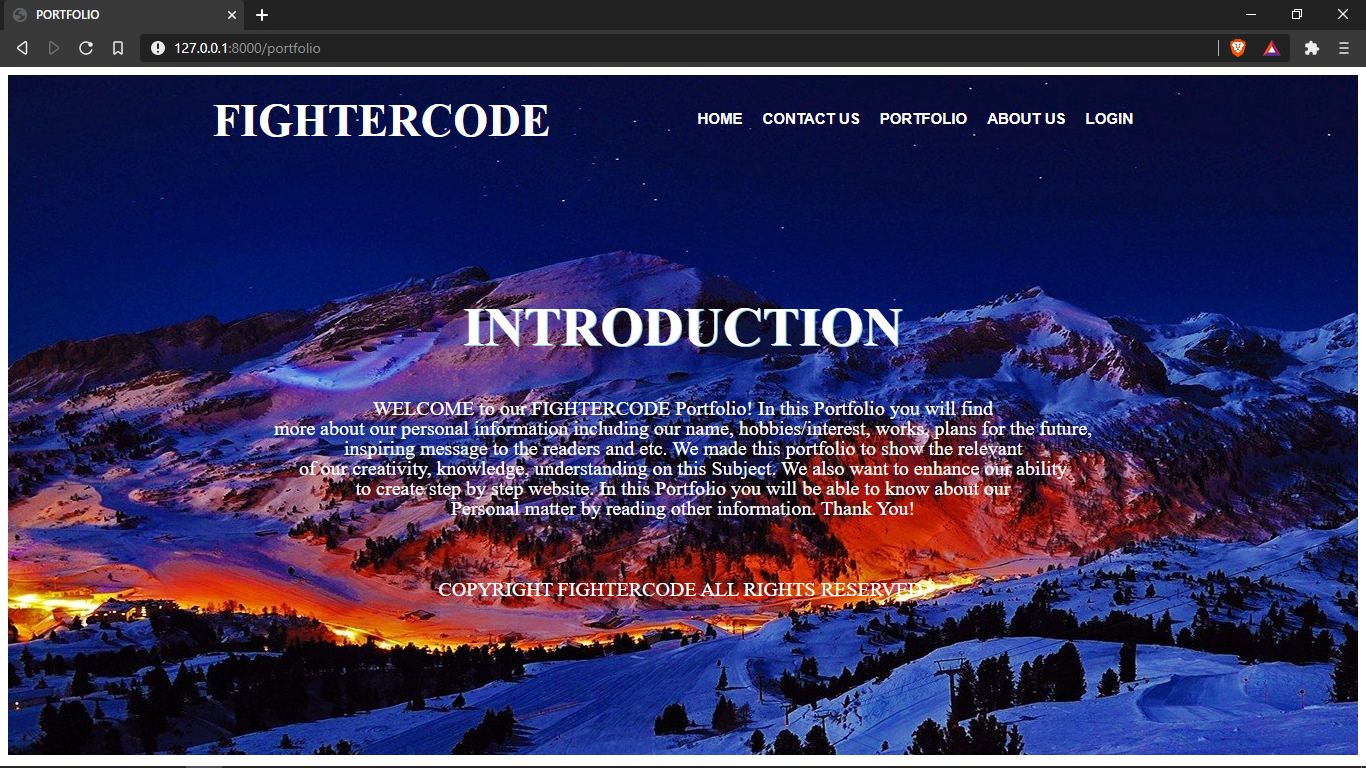 PORTFOLIO
127.0.0.1:8000/portfolio
FIGHTERCODE
HOME CONTACT US PORTFOLIO ABOUT US LOGIN
INTRODUCTION
WELCOME to our FIGHTERCODE Portfolio! In this Portfolio you will find
more about our personal information including our name, hobbies/interest, works, plans for the future,
inspiring message to the readers and etc. We made this portfolio to show the relevant
of our creativity, knowledge, understanding on this Subject. We also want to enhance our ability
to create step by step website. In this Portfolio you will be able to know about our
Personal matter by reading other information. Thank You!
COPYRIGHT FIGHTERCODE ALL RIGHTS RESERVED.